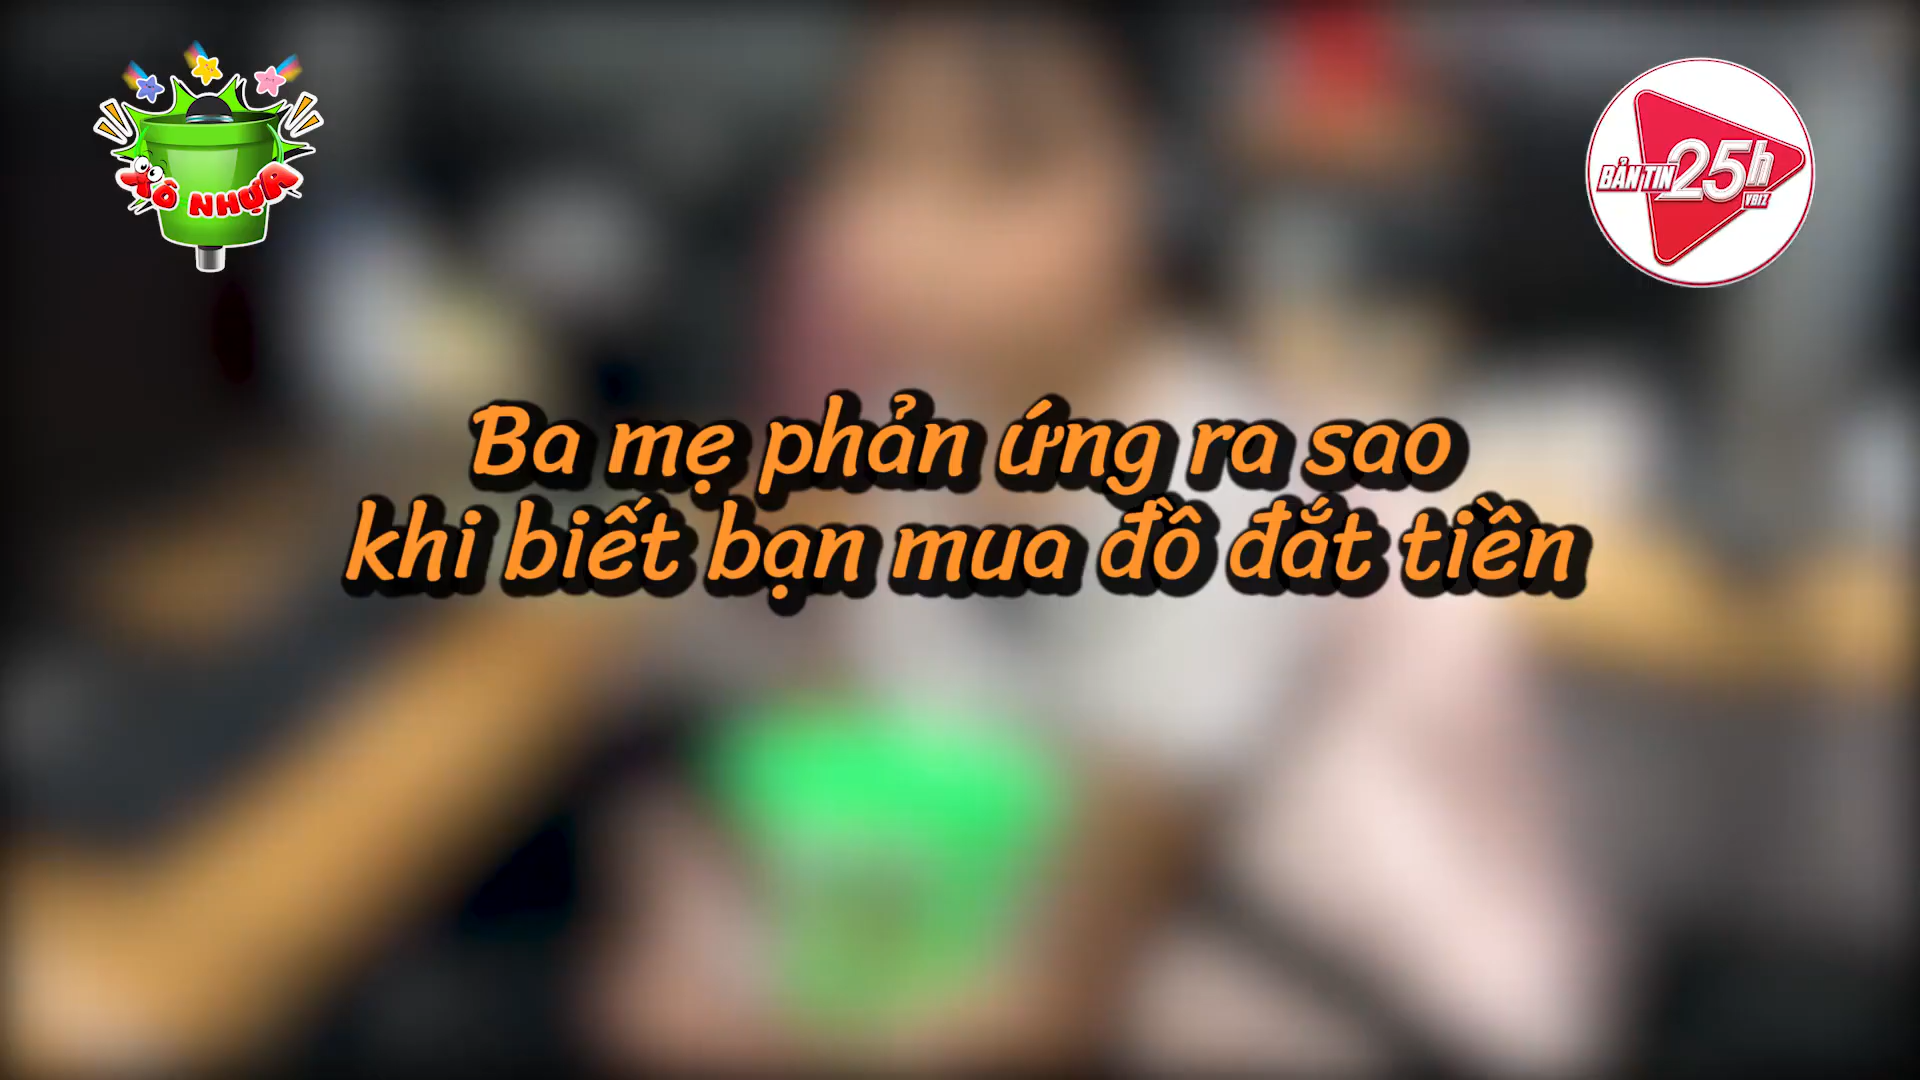 XÔ NHỰA
BẢN TIN 25h
VBIZ
Ba mẹ phản ứng ra sao
khi biết bạn mua đồ đắt tiền